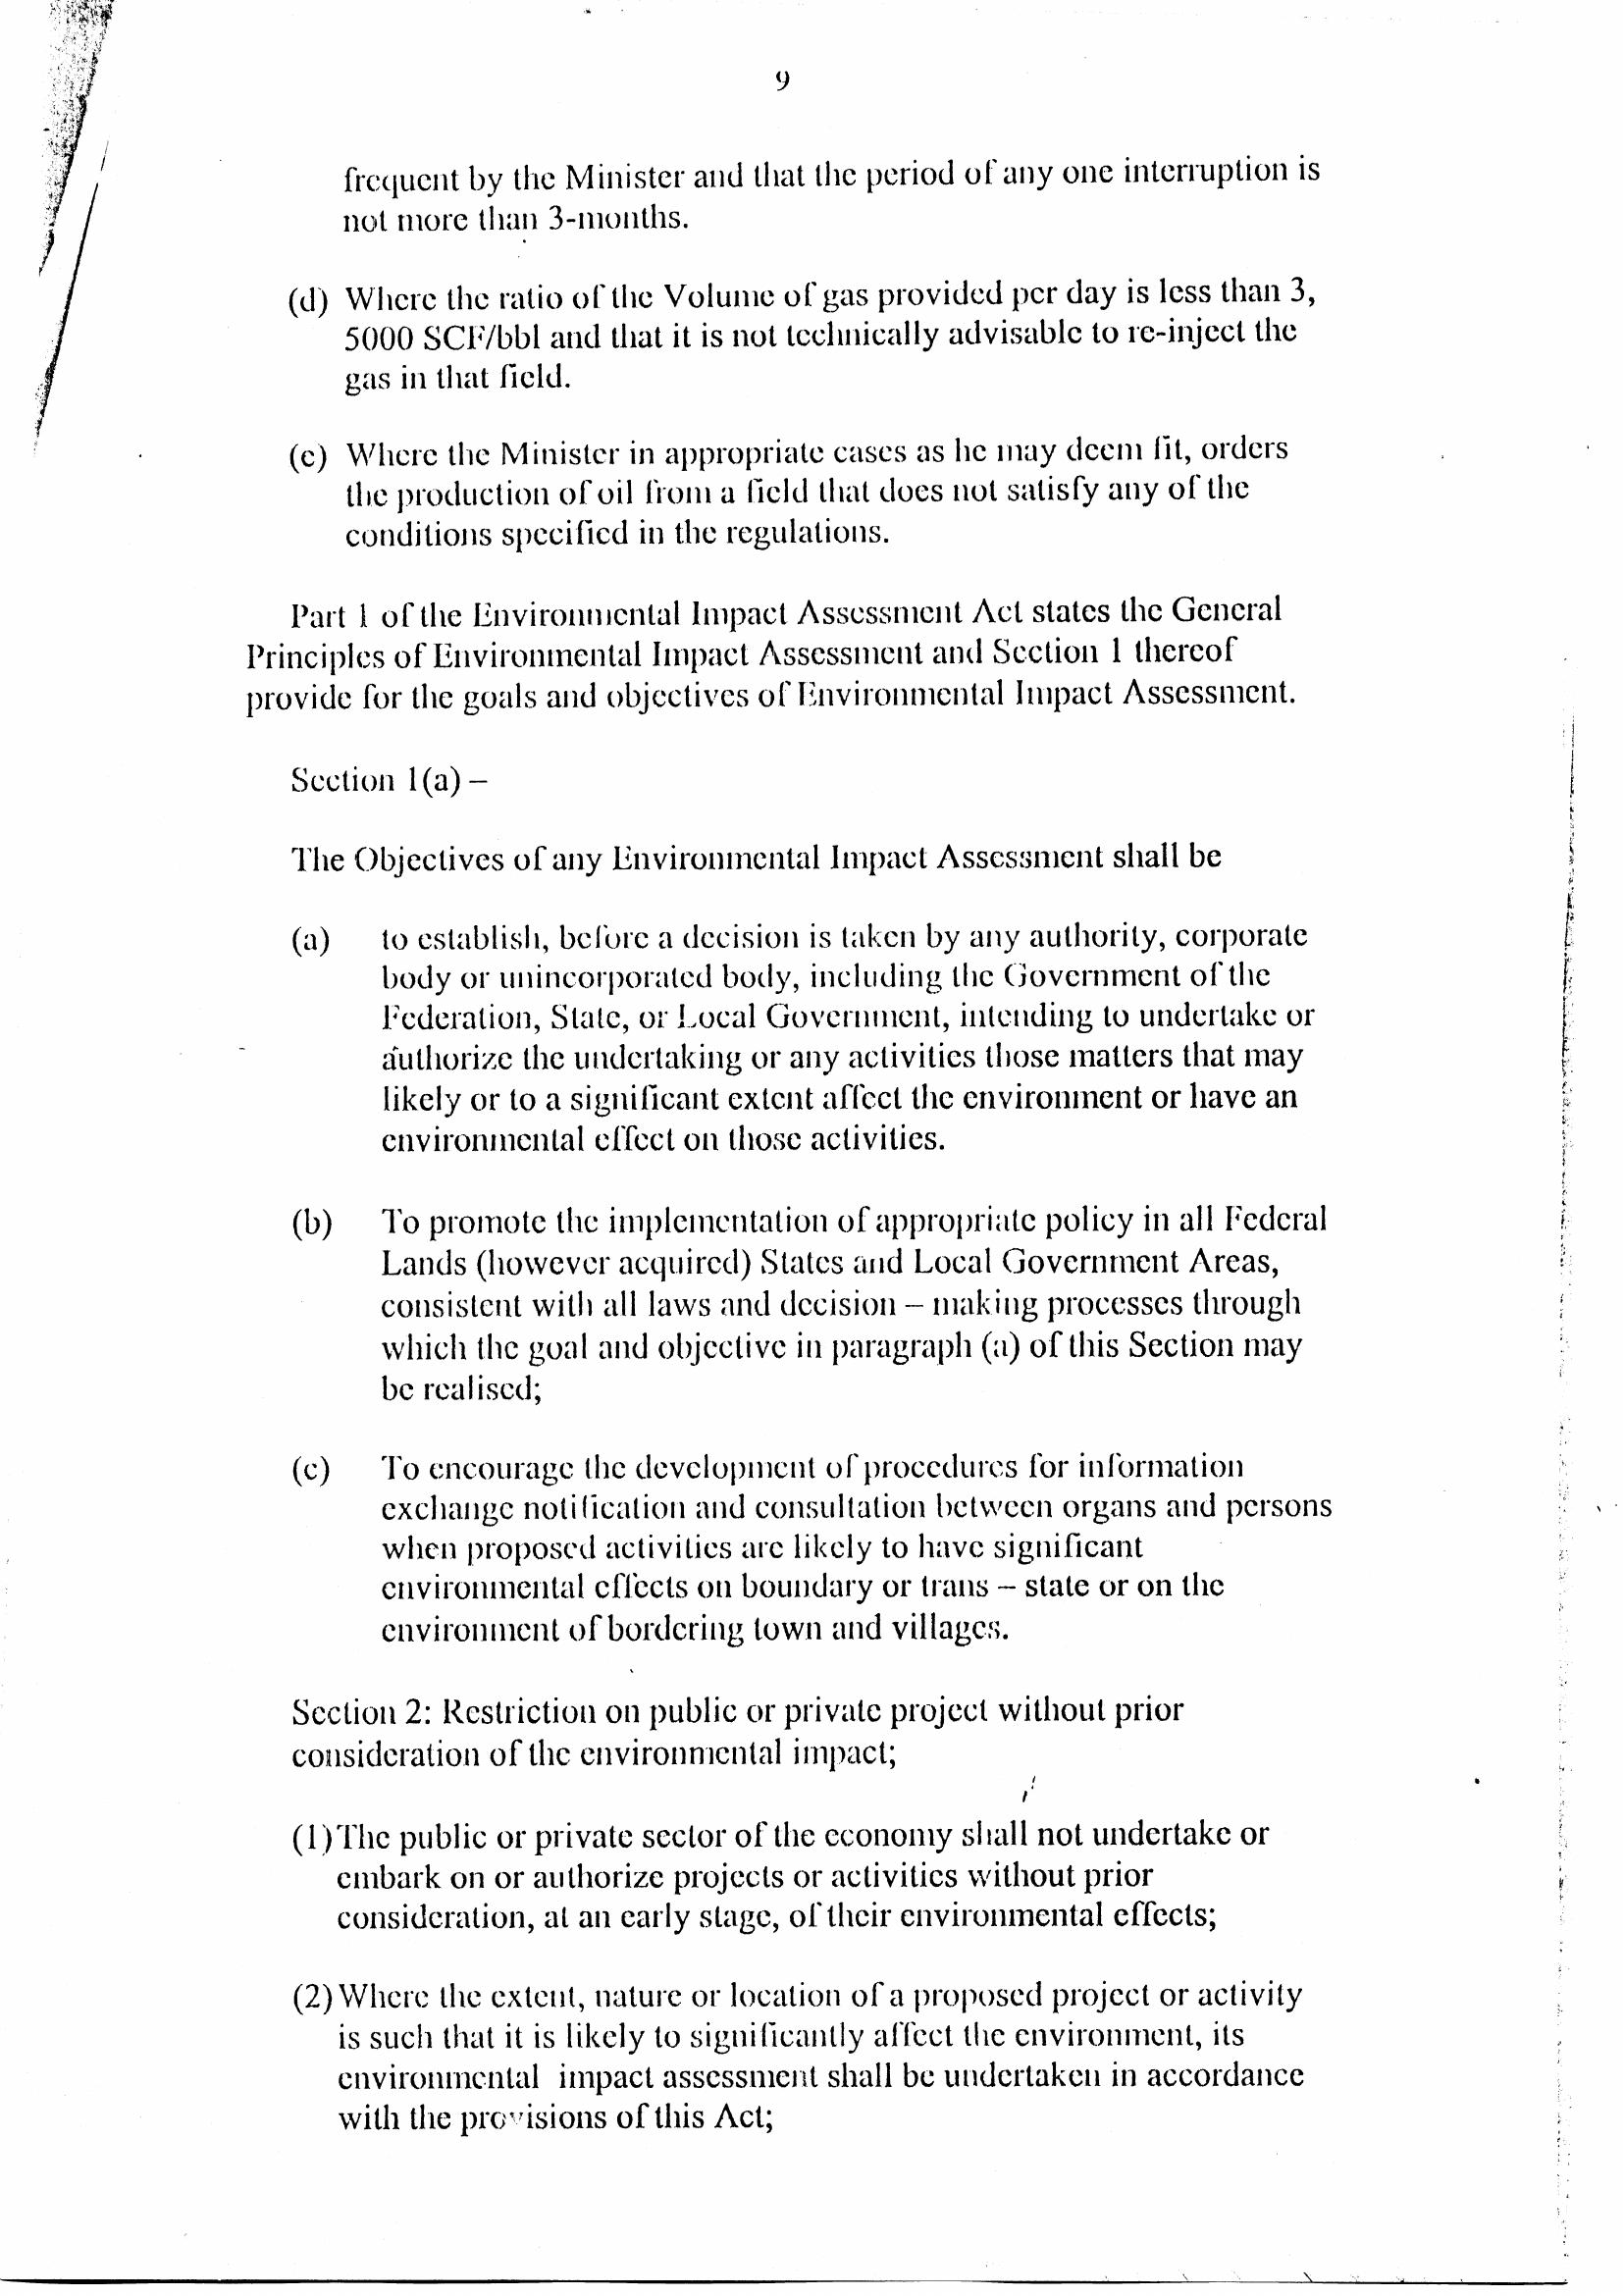 9
frequent by the Minister and that the period of any one interruption is
not more than 3-months.
(d) Where the ratio of the Volume of gas provided per day is less than 3,
5000 SCF/bbl and that it is not technically advisable to re-inject the
gas in that field.
(e) Where the Minister in appropriate cases as he may deem fit, orders
the production of oil from a field that does not satisfy any of the
conditions specified in the regulations.
Part 1 of the Environmental Impact Assessment Act states the General
Principles of Environmental Impact Assessment and Section 1 thereof
provide for the goals and objectives of Environmental Impact Assessment.
Section 1(a) –
The Objectives of any Environmental Impact Assessment shall be
(a) to establish, before a decision is taken by any authority, corporate
body or unincorporated body, including the Government of the
Federation, State, or Local Government, intending to undertake or
authorize the undertaking or any activities those matters that may
likely or to a significant extent affect the environment or have an
environmental effect on those activities.
(b) To promote the implementation of appropriate policy in all Federal
Lands (however acquired) States and Local Government Areas,
consistent with all laws and decision – making processes through
which the goal and objective in paragraph (a) of this Section may
be realised;
(c) To encourage the development of procedures for information
exchange notification and consultation between organs and persons
when proposed activities are likely to have significant
environmental effects on boundary or trans – state or on the
environment of bordering town and villages.
Section 2: Restriction on public or private project without prior
consideration of the environmental impact;
(1) The public or private sector of the economy shall not undertake or
embark on or authorize projects or activities without prior
consideration, at an early stage, of their environmental effects;
(2) Where the extent, nature or location of a proposed project or activity
is such that it is likely to significantly affect the environment, its
environmental impact assessment shall be undertaken in accordance
with the provisions of this Act;